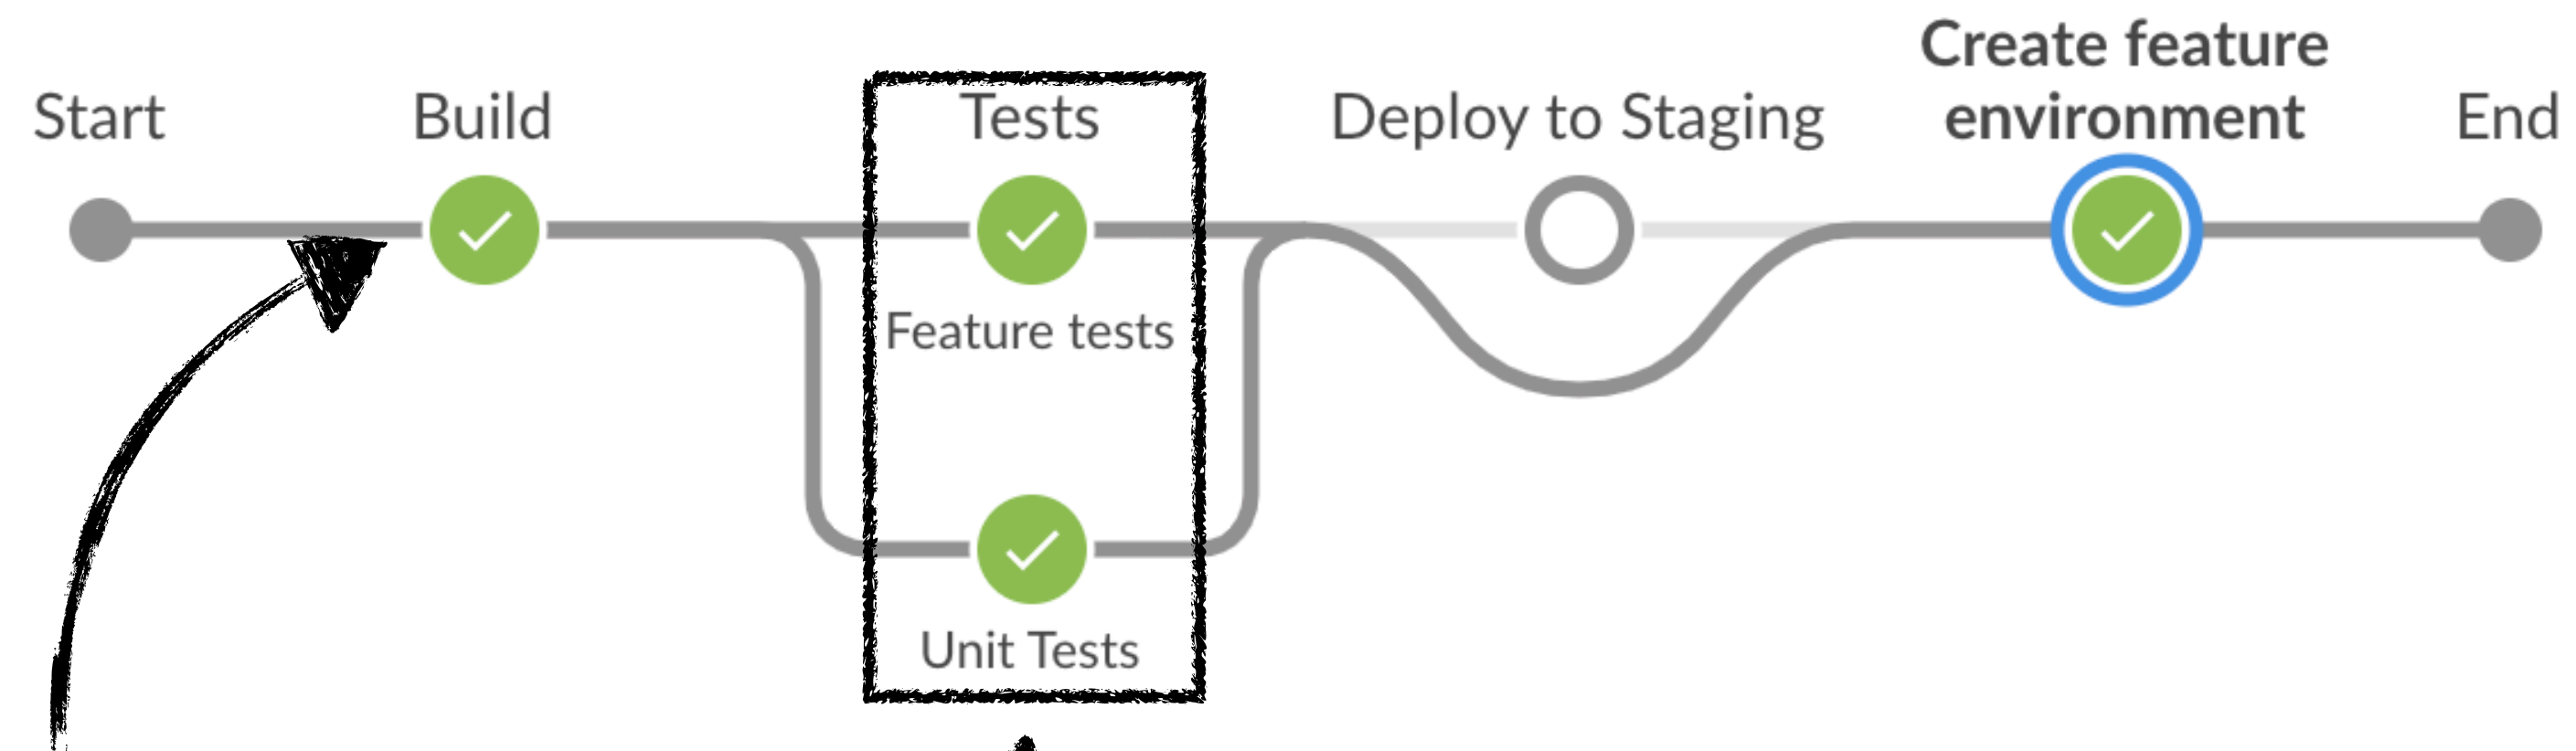 Start
Build
Tests
Deploy to Staging
Create feature
environment
End
Feature tests
Unit Tests